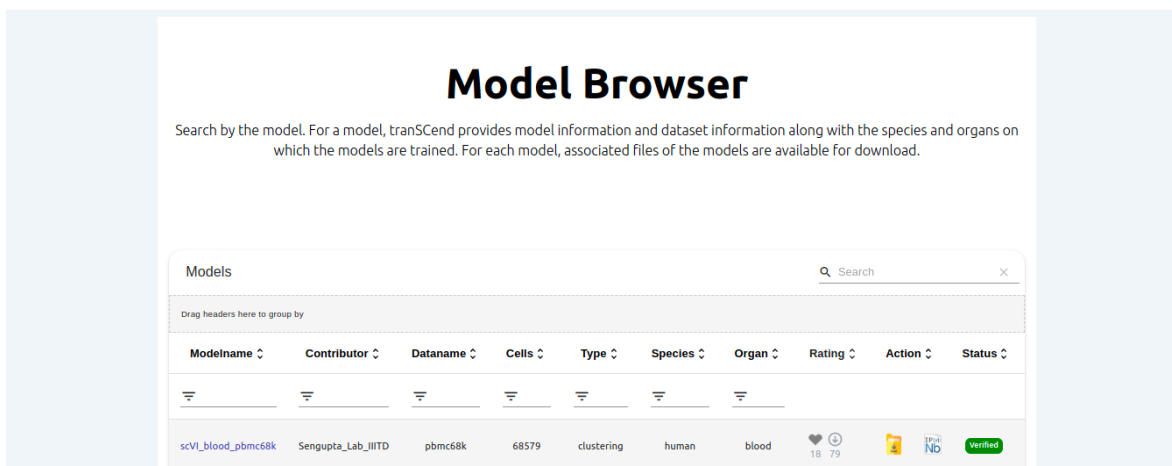 Model Browser
Search by the model. For a model, tranSCend provides model information and dataset information along with the species and organs on
which the models are trained. For each model, associated files of the models are available for download.
Models
Search
Drag headers here to group by
Modelname Contributor Dataname Cells Type Species Organ Rating Action Status
scVI_blood_pbmc68k Sengupta_Lab_IIITD pbmc68k 68579 clustering human blood 18 79 IP[y]: Nb Verified